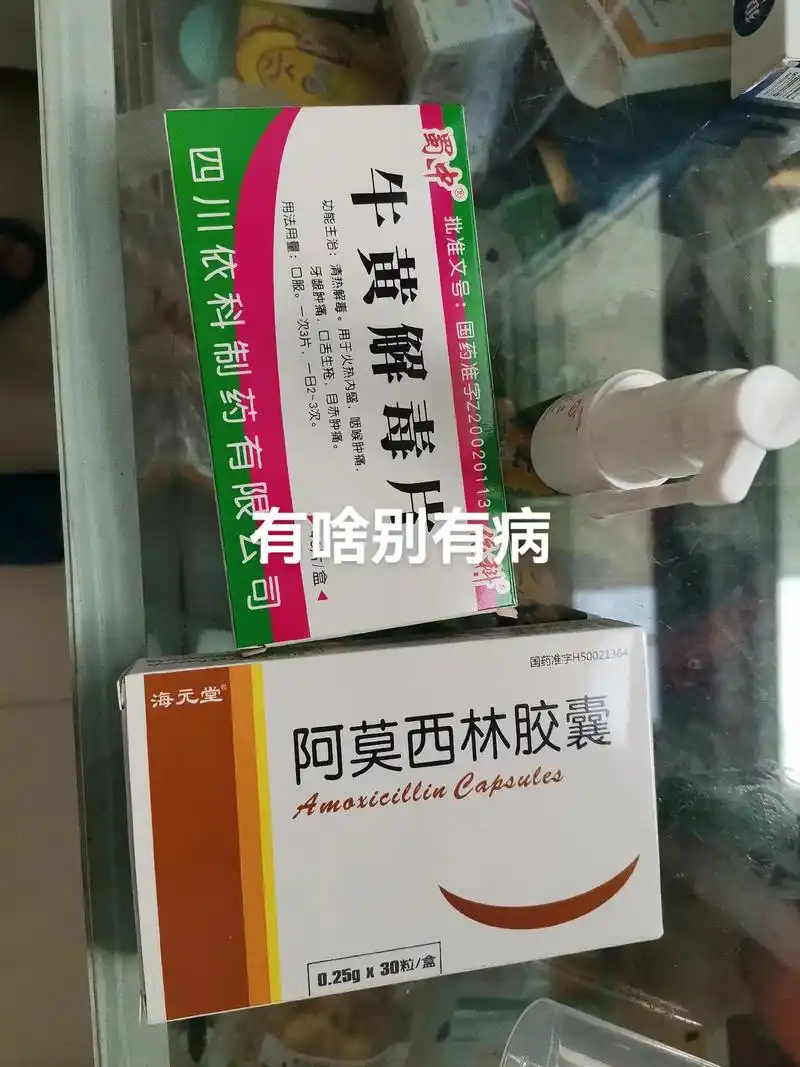 蜀中®
批准文号：国药准字Z20020113
牛黄解毒片
功能主治：清热解毒。用于火热内盛，咽喉肿痛，
牙龈肿痛，口舌生疮，目赤肿痛。
用法用量：口服。一次3片，一日2~3次。
四川依科制药有限公司
有啥别有病
国药准字H50021364
海元堂®
阿莫西林胶囊
Amoxicillin Capsules
0.25g x 30粒/盒